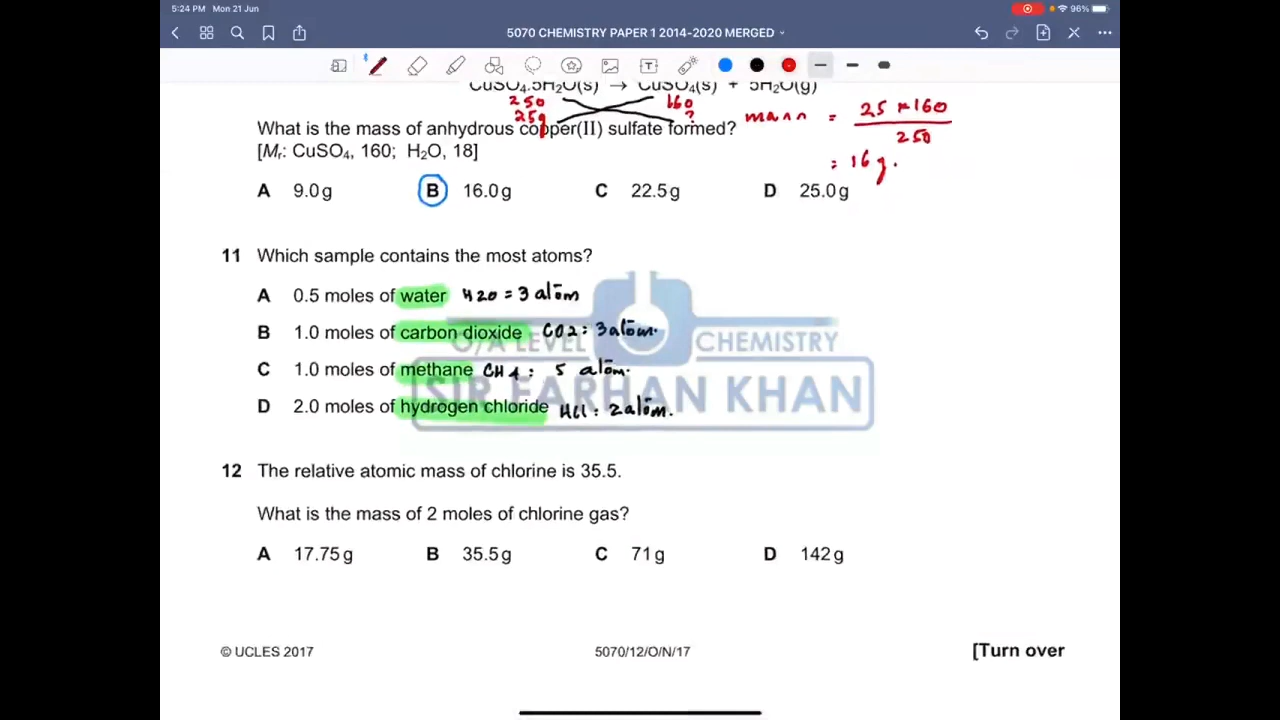 5:24 PM Mon 21 Jun
96%
5070 CHEMISTRY PAPER 1 2014-2020 MERGED
CuSO₄.5H₂O(s) → CuSO₄(s) + 5H₂O(g)
250 160
25g ?
What is the mass of anhydrous copper(II) sulfate formed?
mass = 25 × 160 / 250
[Mᵣ: CuSO₄, 160; H₂O, 18]
= 16 g.
A 9.0 g B 16.0 g C 22.5 g D 25.0 g
11 Which sample contains the most atoms?
A 0.5 moles of water H2O = 3 atom
B 1.0 moles of carbon dioxide CO2: 3 atom.
O/A LEVEL CHEMISTRY
C 1.0 moles of methane CH4: 5 atom.
SIR FARHAN KHAN
D 2.0 moles of hydrogen chloride HCl: 2 atom.
12 The relative atomic mass of chlorine is 35.5.
What is the mass of 2 moles of chlorine gas?
A 17.75 g B 35.5 g C 71 g D 142 g
© UCLES 2017 5070/12/O/N/17 [Turn over